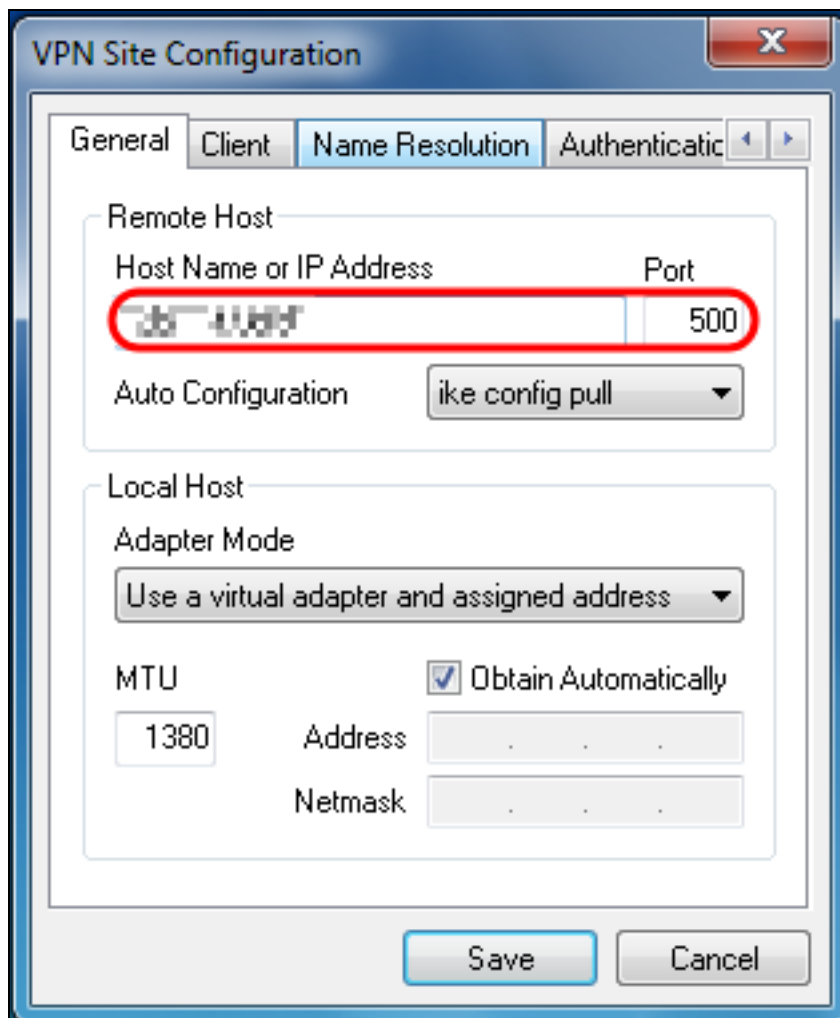 VPN Site Configuration
General Client Name Resolution Authenticatic
Remote Host
Host Name or IP Address Port
500
Auto Configuration ike config pull
Local Host
Adapter Mode
Use a virtual adapter and assigned address
MTU Obtain Automatically
1380 Address . . .
Netmask . . .
Save Cancel